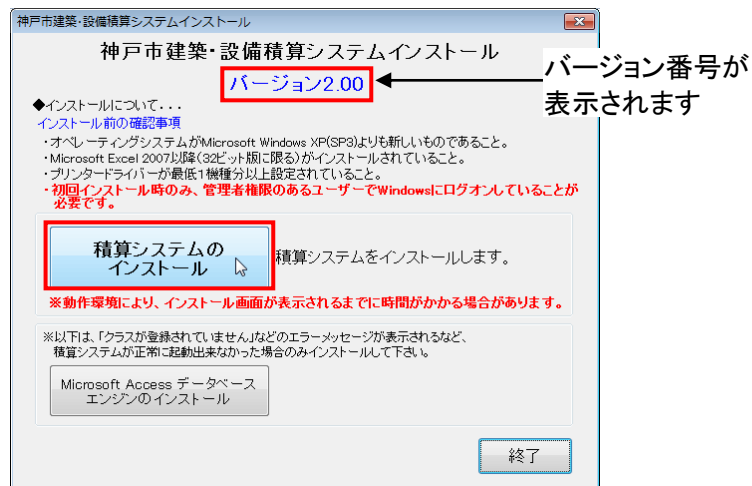 神戸市建築・設備積算システムインストール
神戸市建築・設備積算システムインストール
バージョン2.00
バージョン番号が
表示されます
◆インストールについて・・・
インストール前の確認事項
・オペレーティングシステムがMicrosoft Windows XP(SP3)よりも新しいものであること。
・Microsoft Excel 2007以降(32ビット版に限る)がインストールされていること。
・プリンタードライバーが最低1機種分以上設定されていること。
・初回インストール時のみ、管理者権限のあるユーザーでWindowsにログオンしていることが
必要です。
積算システムの
インストール
積算システムをインストールします。
※動作環境により、インストール画面が表示されるまでに時間がかかる場合があります。
※以下は、「クラスが登録されていません」などのエラーメッセージが表示されるなど、
積算システムが正常に起動出来なかった場合のみインストールして下さい。
Microsoft Access データベース
エンジンのインストール
終了